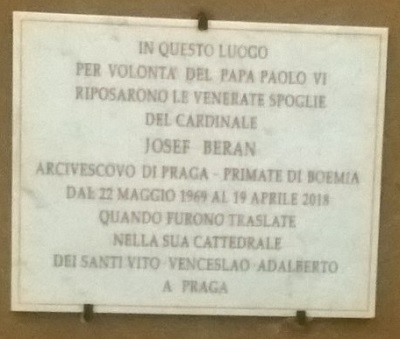 IN QUESTO LUOGO
PER VOLONTA' DEL PAPA PAOLO VI
RIPOSARONO LE VENERATE SPOGLIE
DEL CARDINALE
JOSEF BERAN
ARCIVESCOVO DI PRAGA - PRIMATE DI BOEMIA
DAL 22 MAGGIO 1969 AL 19 APRILE 2018
QUANDO FURONO TRASLATE
NELLA SUA CATTEDRALE
DEI SANTI VITO VENCESLAO ADALBERTO
A PRAGA